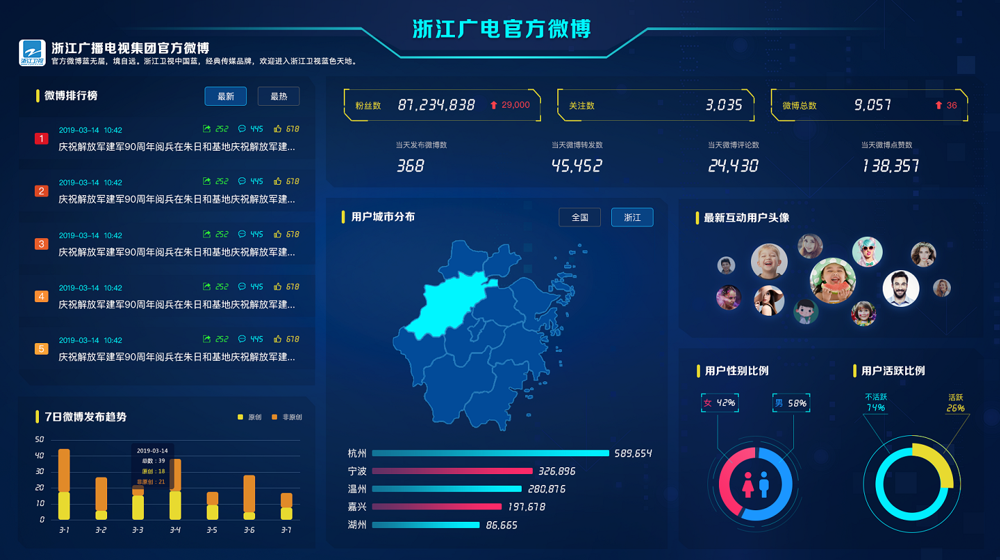 浙江广电官方微博
浙江卫视
浙江广播电视集团官方微博
官方微博蓝无届，境自远。浙江卫视中国蓝，经典传媒品牌，欢迎进入浙江卫视蓝色天地。
微博排行榜
最新
最热
1
2019-03-14 10:42
252 445 678
庆祝解放军建军90周年阅兵在朱日和基地庆祝解放军建...
2
2019-03-14 10:42
252 445 678
庆祝解放军建军90周年阅兵在朱日和基地庆祝解放军建...
3
2019-03-14 10:42
252 445 678
庆祝解放军建军90周年阅兵在朱日和基地庆祝解放军建...
4
2019-03-14 10:42
252 445 678
庆祝解放军建军90周年阅兵在朱日和基地庆祝解放军建...
5
2019-03-14 10:42
252 445 678
庆祝解放军建军90周年阅兵在朱日和基地庆祝解放军建...
7日微博发布趋势
原创
非原创
50
40
30
20
10
0
2019-03-14
总数：39
原创：18
非原创：21
3-1 3-2 3-3 3-4 3-5 3-6 3-7
粉丝数 87,234,838 29,000
关注数 3,035
微博总数 9,057 36
当天发布微博数
368
当天微博转发数
45,452
当天微博评论数
24,430
当天微博点赞数
138,357
用户城市分布
全国
浙江
杭州 589,654
宁波 326,896
温州 280,876
嘉兴 197,678
湖州 86,665
最新互动用户头像
用户性别比例
女 42%
男 58%
用户活跃比例
不活跃
74%
活跃
26%